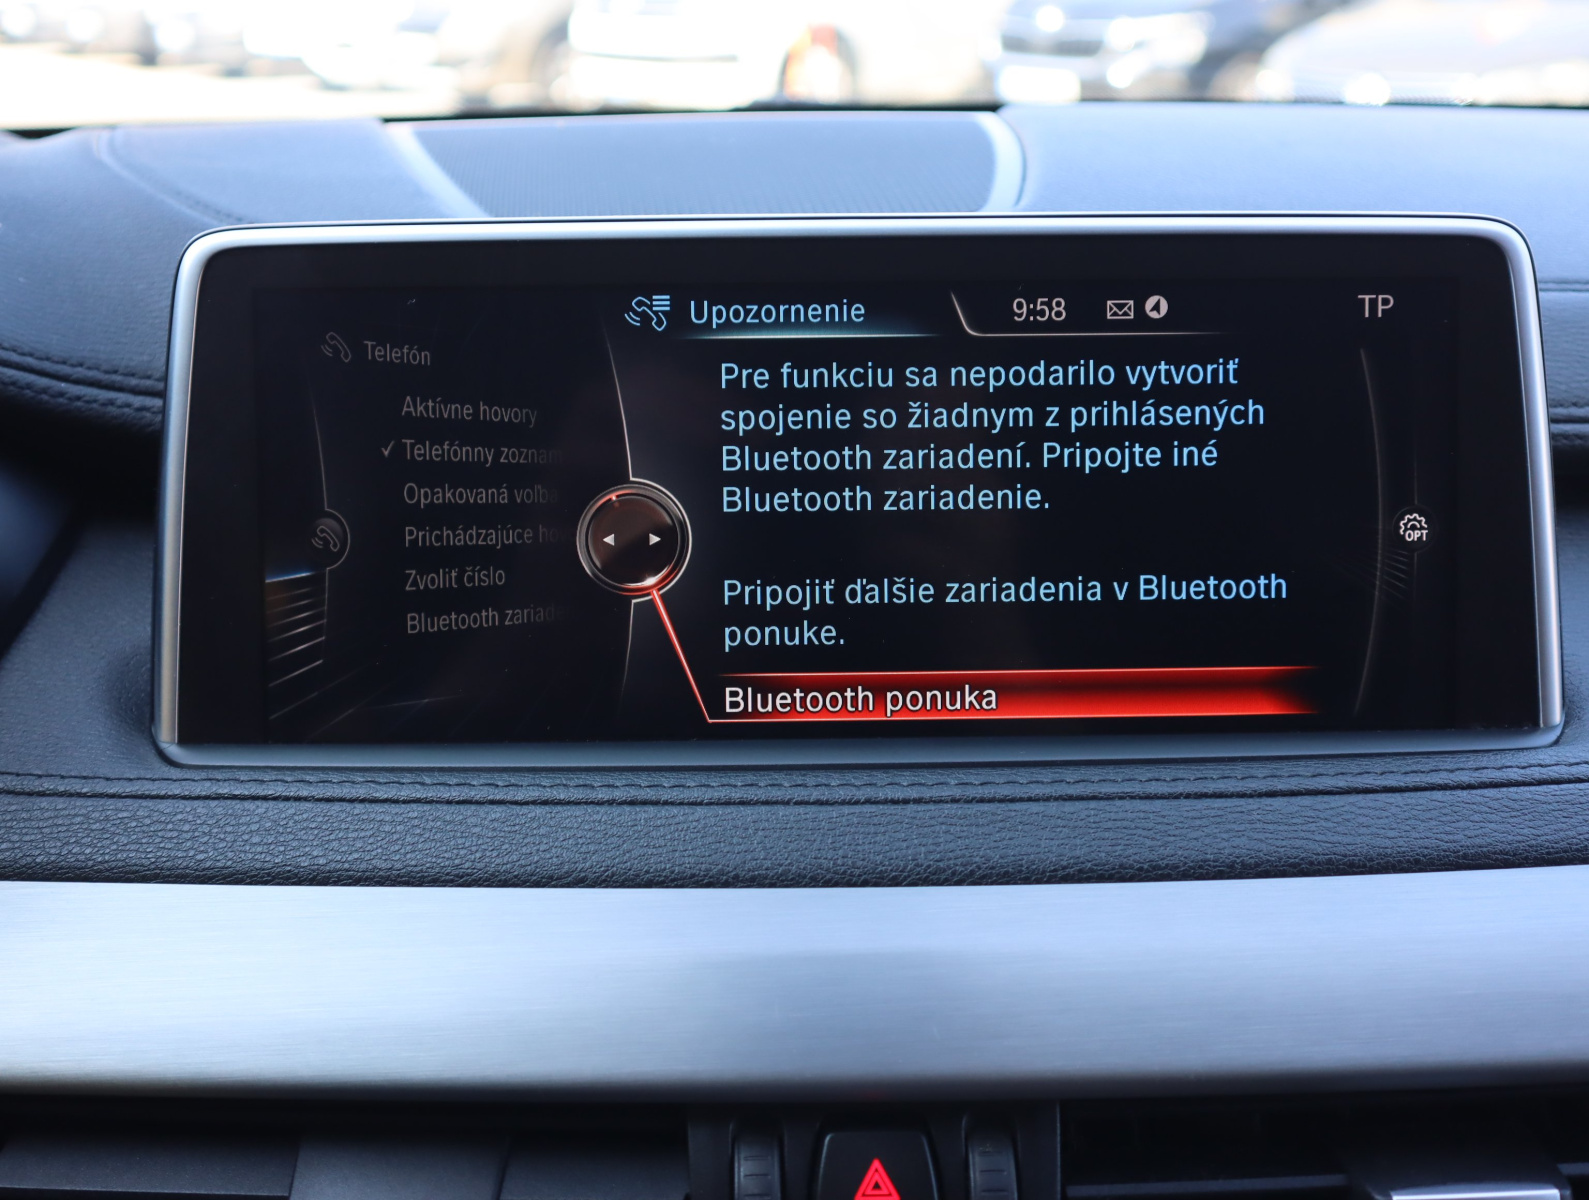 Upozornenie
9:58
TP
Telefón
Aktívne hovory
✓ Telefónny
Opakovaná
Prichádzajúce
Zvoliť číslo
Bluetooth
Pre funkciu sa nepodarilo vytvoriť
spojenie so žiadnym z prihlásených
Bluetooth zariadení. Pripojte iné
Bluetooth zariadenie.
Pripojiť ďalšie zariadenia v Bluetooth
ponuke.
Bluetooth ponuka
OPT